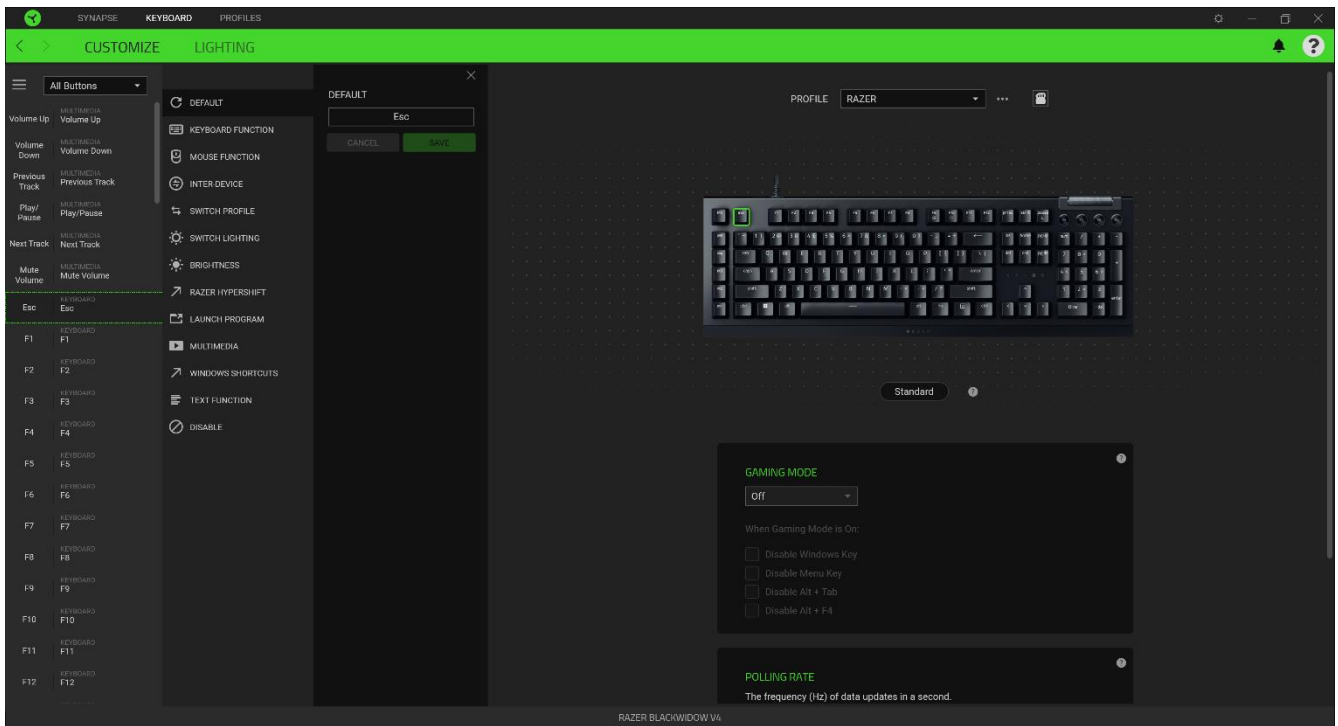 SYNAPSE KEYBOARD PROFILES
CUSTOMIZE LIGHTING
All Buttons
Volume Up MULTIMEDIA Volume Up
Volume Down MULTIMEDIA Volume Down
Previous Track MULTIMEDIA Previous Track
Play/Pause MULTIMEDIA Play/Pause
Next Track MULTIMEDIA Next Track
Mute Volume MULTIMEDIA Mute Volume
Esc KEYBOARD Esc
F1 KEYBOARD F1
F2 KEYBOARD F2
F3 KEYBOARD F3
F4 KEYBOARD F4
F5 KEYBOARD F5
F6 KEYBOARD F6
F7 KEYBOARD F7
F8 KEYBOARD F8
F9 KEYBOARD F9
F10 KEYBOARD F10
F11 KEYBOARD F11
F12 KEYBOARD F12
DEFAULT
KEYBOARD FUNCTION
MOUSE FUNCTION
INTER-DEVICE
SWITCH PROFILE
SWITCH LIGHTING
BRIGHTNESS
RAZER HYPERSHIFT
LAUNCH PROGRAM
MULTIMEDIA
WINDOWS SHORTCUTS
TEXT FUNCTION
DISABLE
DEFAULT
Esc
CANCEL SAVE
PROFILE RAZER
Standard
GAMING MODE
Off
When Gaming Mode is On:
Disable Windows Key
Disable Menu Key
Disable Alt + Tab
Disable Alt + F4
POLLING RATE
The frequency (Hz) of data updates in a second.
RAZER BLACKWIDOW V4